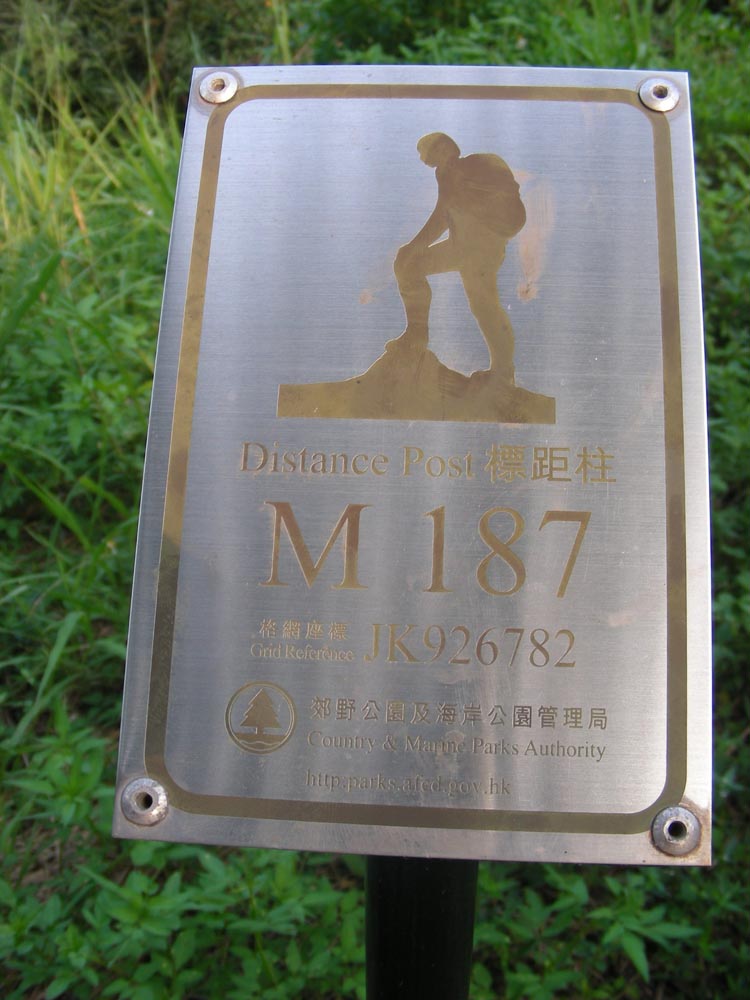 Distance Post 標距柱
M 187
格網座標
Grid Reference JK926782
郊野公園及海岸公園管理局
Country & Marine Parks Authority
http:parks.afcd.gov.hk